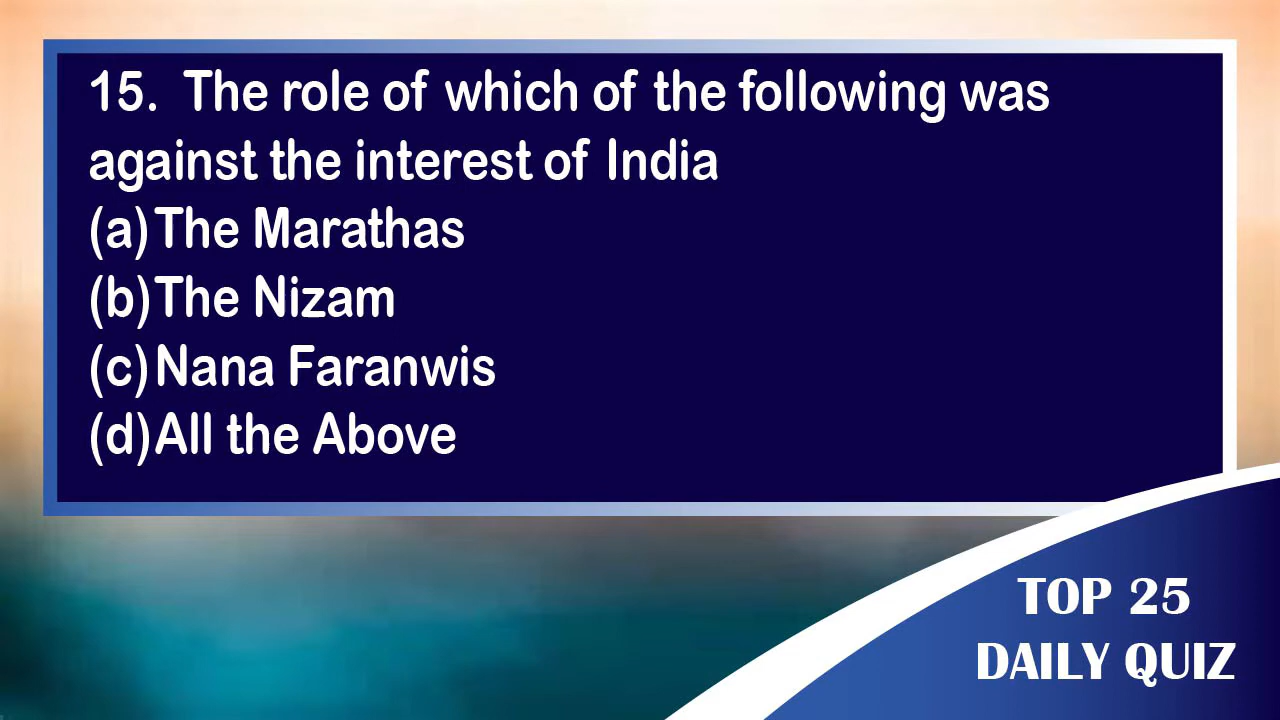 15. The role of which of the following was
against the interest of India
(a)The Marathas
(b)The Nizam
(c)Nana Faranwis
(d)All the Above
TOP 25
DAILY QUIZ